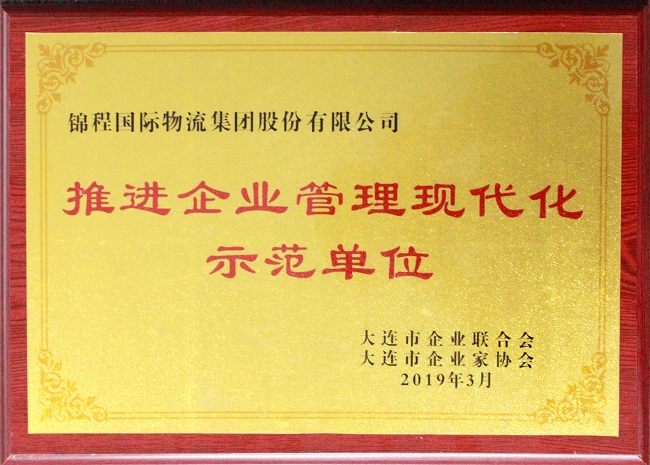 锦程国际物流集团股份有限公司
推进企业管理现代化
示范单位
大连市企业联合会
大连市企业家协会
2019年3月